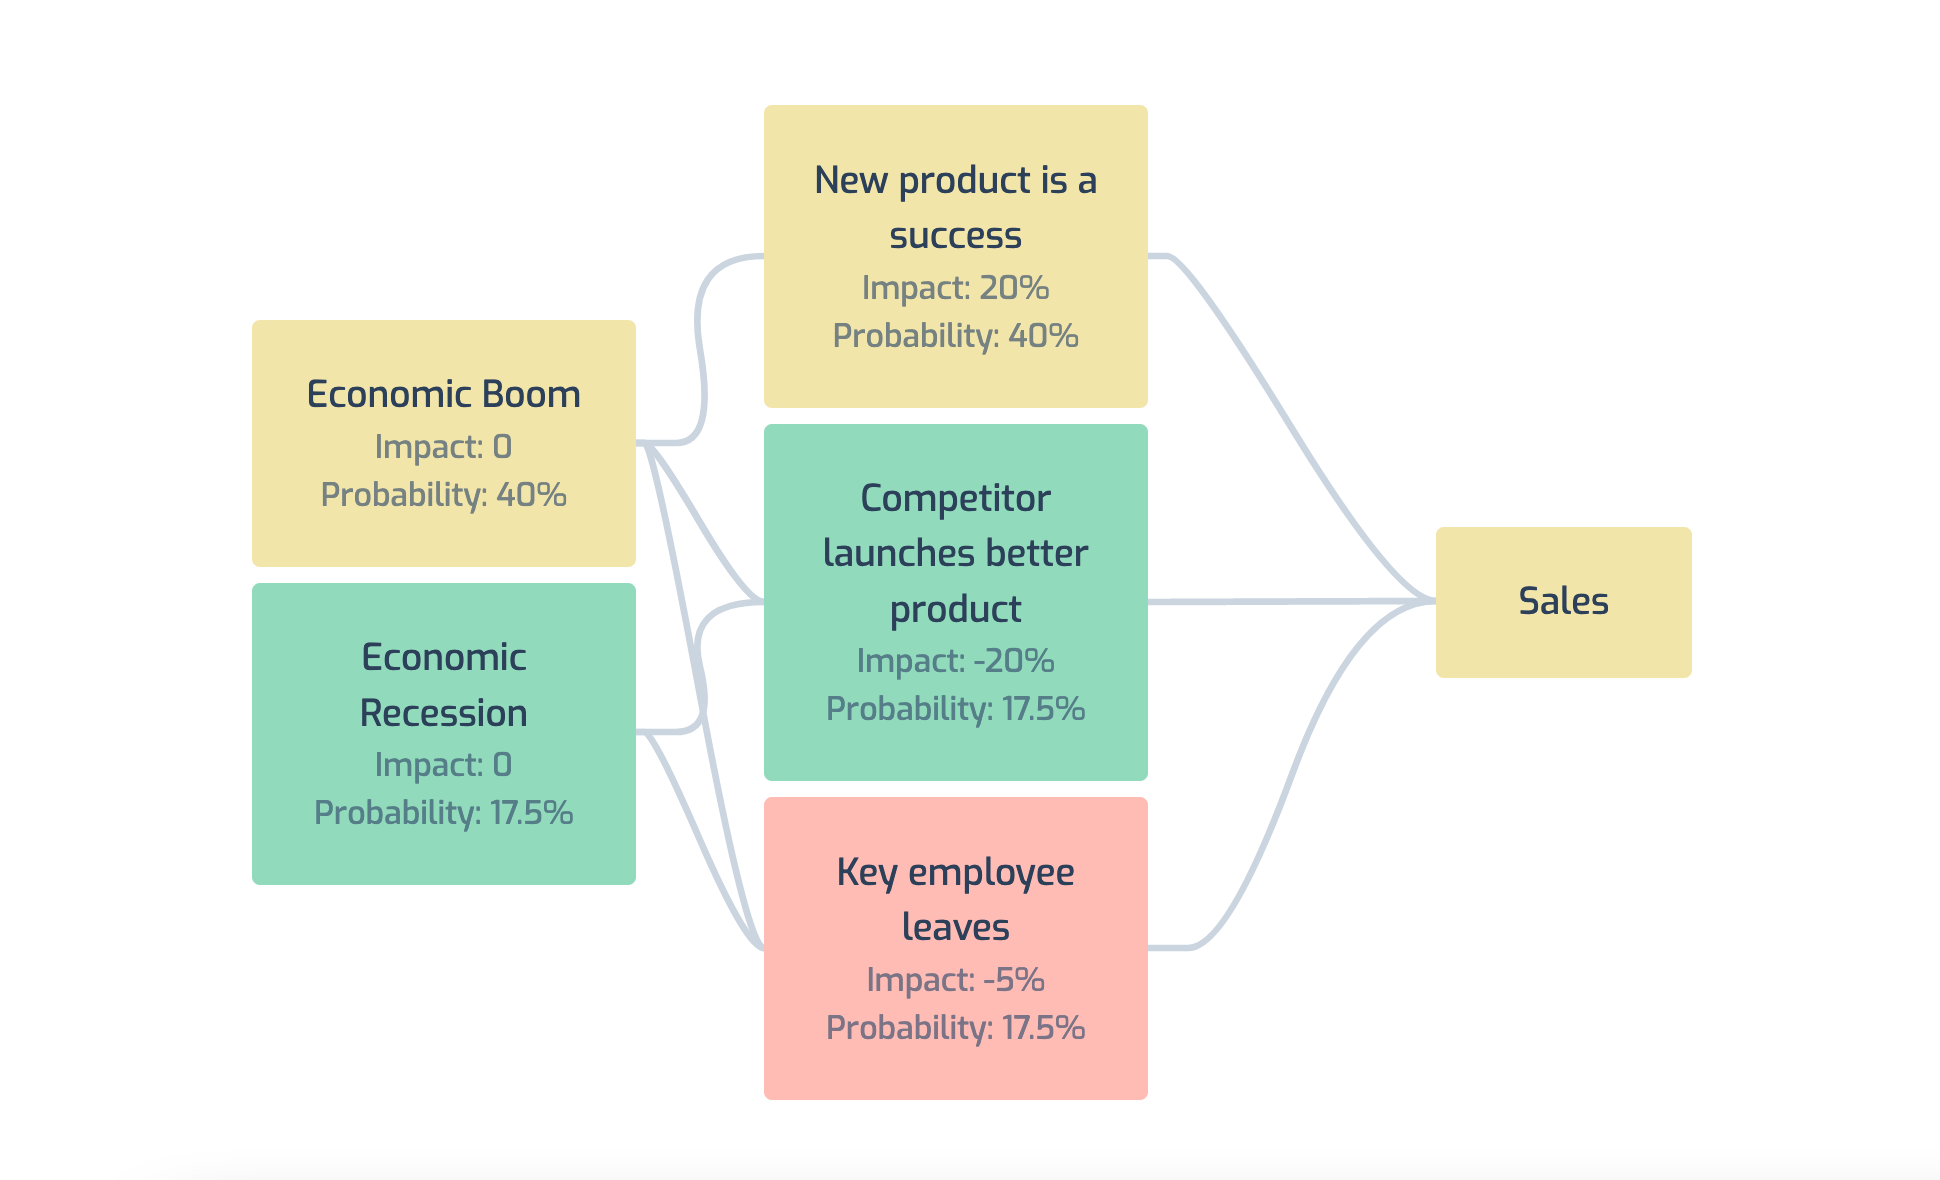 Economic Boom
Impact: 0
Probability: 40%
Economic
Recession
Impact: 0
Probability: 17.5%
New product is a
success
Impact: 20%
Probability: 40%
Competitor
launches better
product
Impact: -20%
Probability: 17.5%
Key employee
leaves
Impact: -5%
Probability: 17.5%
Sales